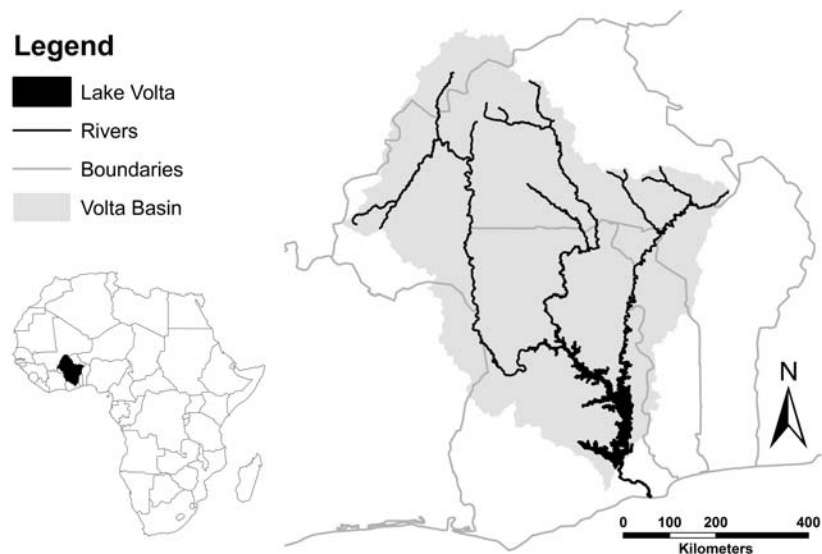 Legend
Lake Volta
Rivers
Boundaries
Volta Basin
N
0 100 200 400
Kilometers